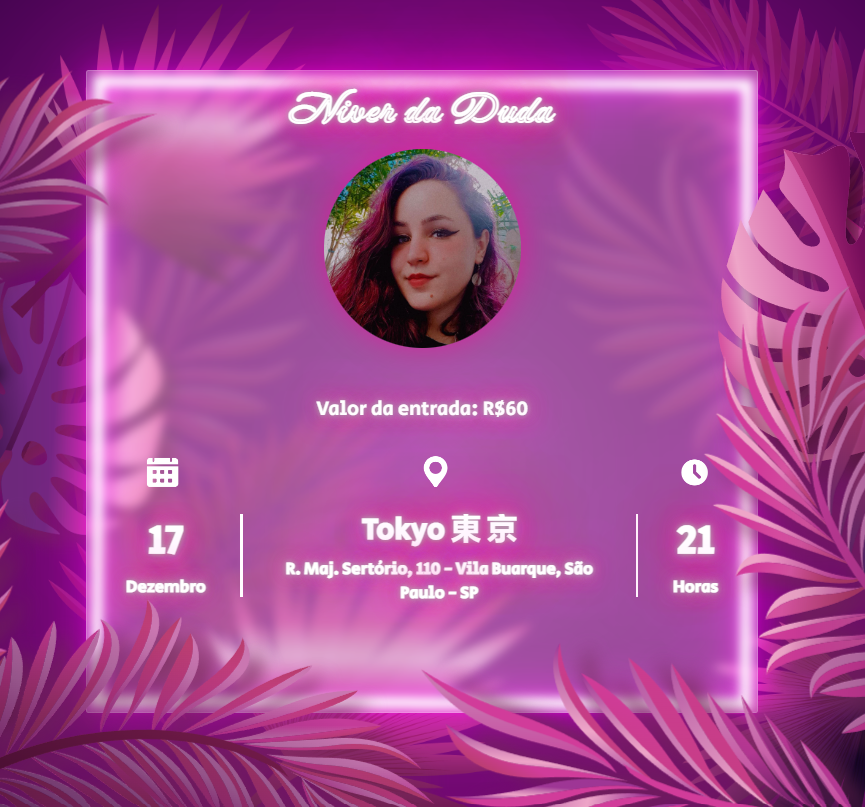 Niver da Duda
Valor da entrada: R$60
17
Dezembro
Tokyo 東京
R. Maj. Sertório, 110 – Vila Buarque, São
Paulo – SP
21
Horas